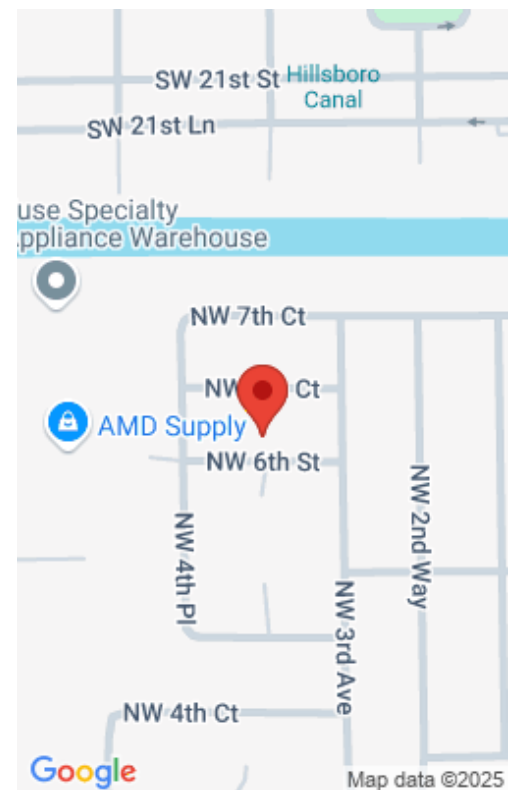 SW 21st St
Hillsboro
Canal
SW 21st Ln
use Specialty
ppliance Warehouse
NW 7th Ct
NW Ct
AMD Supply
NW 6th St
NW 4th Pl
NW 2nd Way
NW 3rd Ave
NW 4th Ct
Google
Map data ©2025